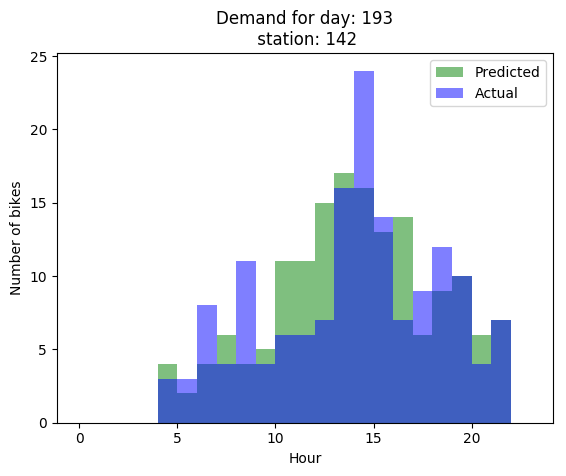 Demand for day: 193
station: 142
Predicted
Actual
25
20
15
10
5
0
Number of bikes
0 5 10 15 20
Hour